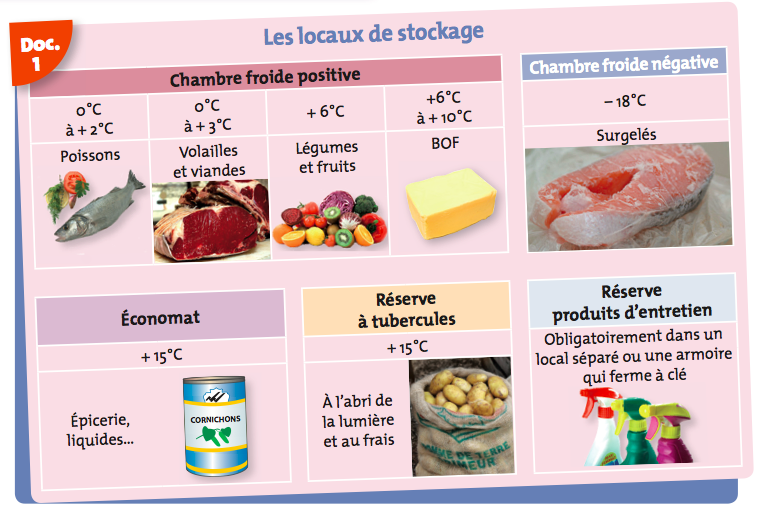 Doc.
1
Les locaux de stockage
Chambre froide positive
0°C
à + 2°C
0°C
à + 3°C
+ 6°C
+6°C
à + 10°C
Poissons
Volailles
et viandes
Légumes
et fruits
BOF
Chambre froide négative
– 18°C
Surgelés
Économat
+ 15°C
Épicerie,
liquides...
CORNICHONS
Réserve
à tubercules
+ 15°C
À l'abri de
la lumière
et au frais
DE TERRE
Réserve
produits d'entretien
Obligatoirement dans un
local séparé ou une armoire
qui ferme à clé